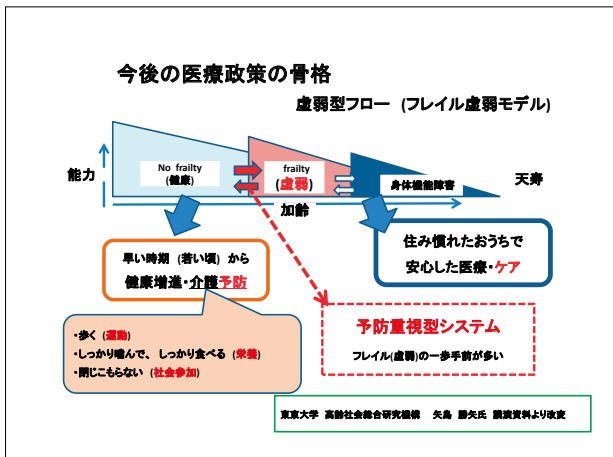 今後の医療政策の骨格
虚弱型フロー (フレイル虚弱モデル)
能力
No frailty
(健康)
frailty
(虚弱)
身体機能障害
天寿
加齢
早い時期 (若い頃) から
健康増進・介護予防
住み慣れたおうちで
安心した医療・ケア
・歩く (運動)
・しっかり噛んで、しっかり食べる (栄養)
・閉じこもらない (社会参加)
予防重視型システム
フレイル(虚弱)の一歩手前が多い
東京大学 高齢社会総合研究機構 矢島 勝矢氏 講演資料より改変